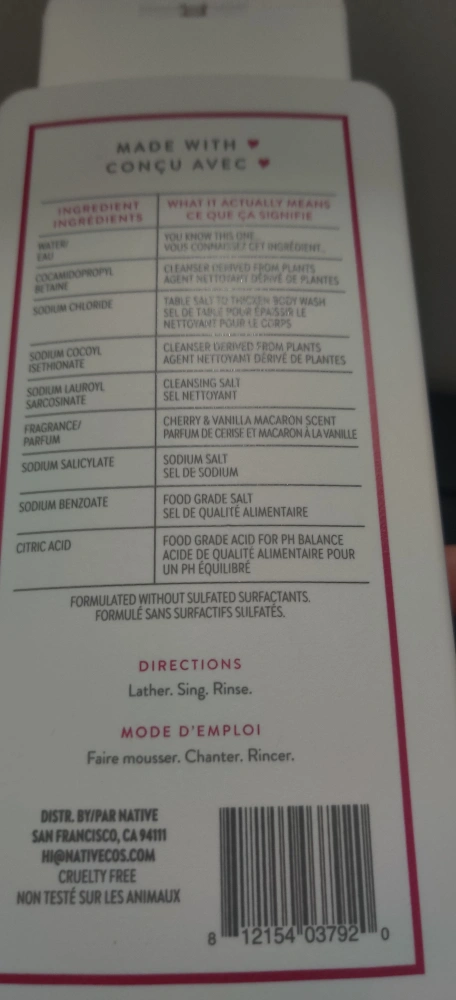 MADE WITH ♥
CONÇU AVEC ♥
INGREDIENT
INGRÉDIENTS
WHAT IT ACTUALLY MEANS
CE QUE ÇA SIGNIFIE
WATER/
EAU
YOU KNOW THIS ONE...
VOUS CONNAISSEZ CET INGRÉDIENT...
COCAMIDOPROPYL
BETAINE
CLEANSER DERIVED FROM PLANTS
AGENT NETTOYANT DÉRIVÉ DE PLANTES
SODIUM CHLORIDE
TABLE SALT TO THICKEN BODY WASH
SEL DE TABLE POUR ÉPAISSIR LE
NETTOYANT POUR LE CORPS
SODIUM COCOYL
ISETHIONATE
CLEANSER DERIVED FROM PLANTS
AGENT NETTOYANT DÉRIVÉ DE PLANTES
SODIUM LAUROYL
SARCOSINATE
CLEANSING SALT
SEL NETTOYANT
FRAGRANCE/
PARFUM
CHERRY & VANILLA MACARON SCENT
PARFUM DE CERISE ET MACARON À LA VANILLE
SODIUM SALICYLATE
SODIUM SALT
SEL DE SODIUM
SODIUM BENZOATE
FOOD GRADE SALT
SEL DE QUALITÉ ALIMENTAIRE
CITRIC ACID
FOOD GRADE ACID FOR PH BALANCE
ACIDE DE QUALITÉ ALIMENTAIRE POUR
UN PH ÉQUILIBRÉ
FORMULATED WITHOUT SULFATED SURFACTANTS.
FORMULÉ SANS SURFACTIFS SULFATÉS.
DIRECTIONS
Lather. Sing. Rinse.
MODE D'EMPLOI
Faire mousser. Chanter. Rincer.
DISTR. BY/PAR NATIVE
SAN FRANCISCO, CA 94111
HI@NATIVECOS.COM
CRUELTY FREE
NON TESTÉ SUR LES ANIMAUX
8 12154 03792 0